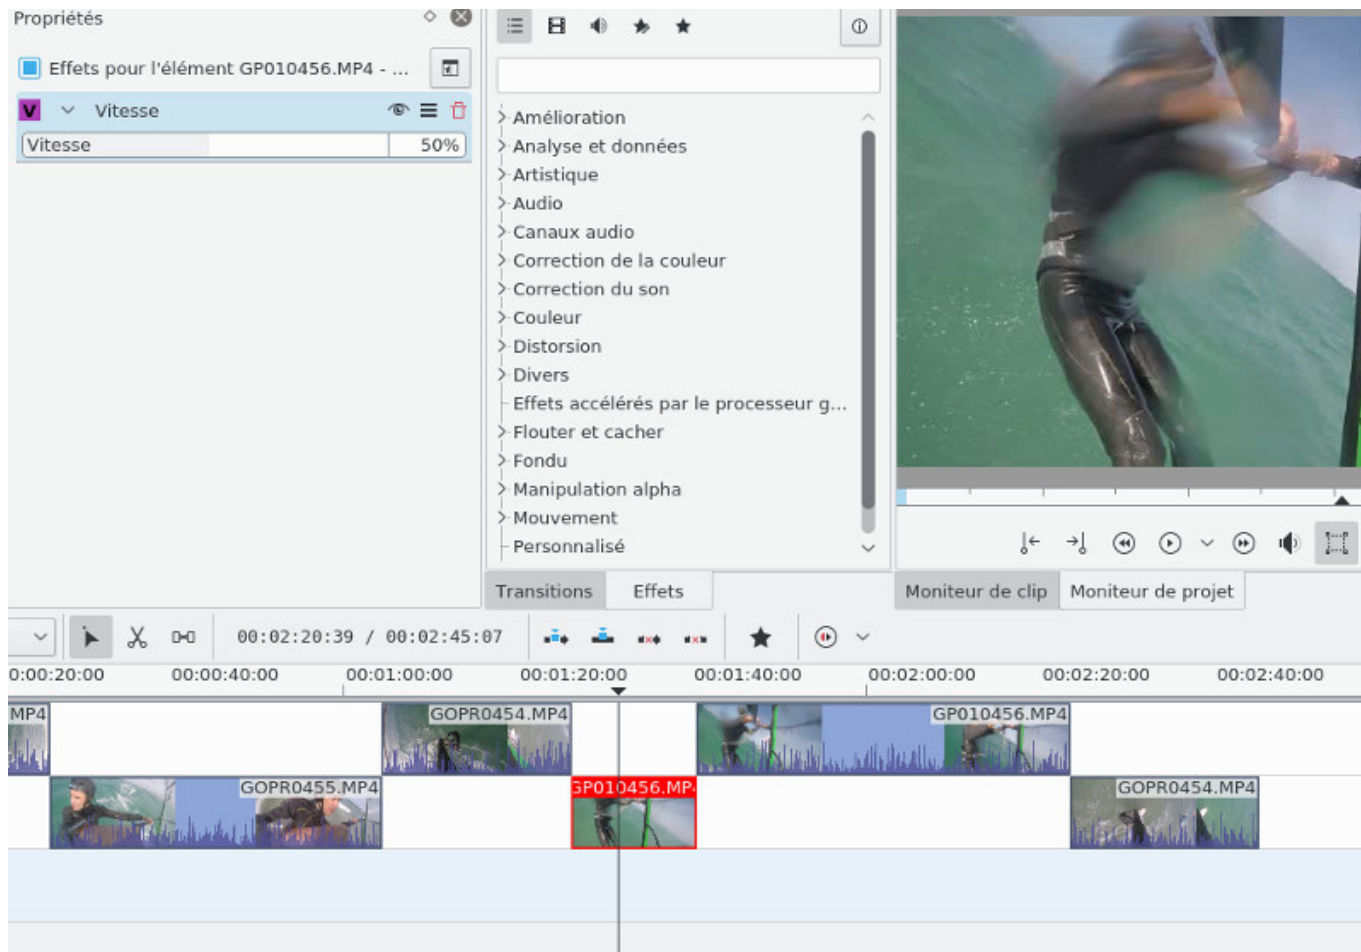 Propriétés
Effets pour l'élément GP010456.MP4 - ...
V Vitesse
Vitesse 50%
Amélioration
Analyse et données
Artistique
Audio
Canaux audio
Correction de la couleur
Correction du son
Couleur
Distorsion
Divers
Effets accélérés par le processeur g...
Flouter et cacher
Fondu
Manipulation alpha
Mouvement
Personnalisé
Transitions Effets
Moniteur de clip Moniteur de projet
00:02:20:39 / 00:02:45:07
0:00:20:00 00:00:40:00 00:01:00:00 00:01:20:00 00:01:40:00 00:02:00:00 00:02:20:00 00:02:40:00
MP4 GOPR0454.MP4 GP010456.MP4
GOPR0455.MP4 GP010456.MP GOPR0454.MP4